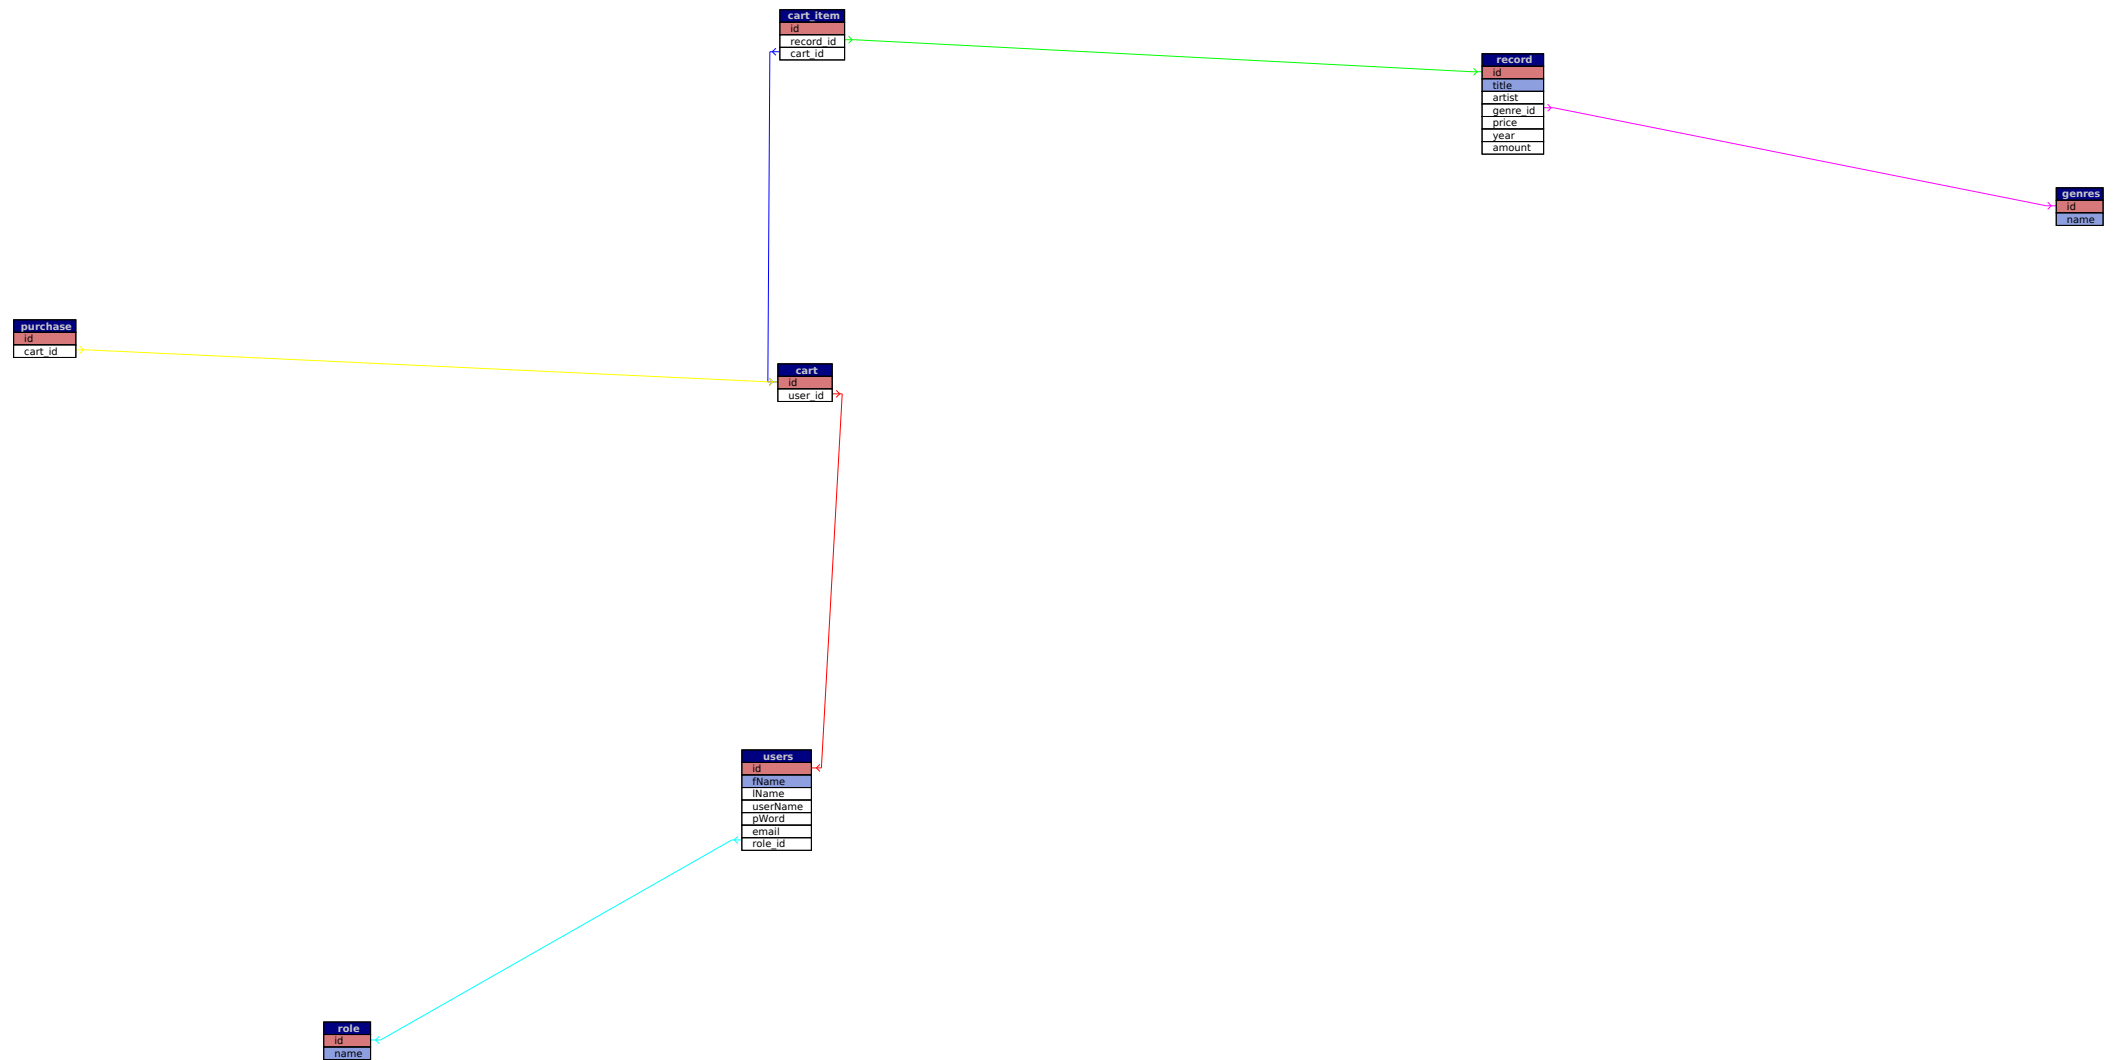 cart_item
id
record_id
cart_id
record
id
title
artist
genre_id
price
year
amount
genres
id
name
purchase
id
cart_id
cart
id
user_id
users
id
fName
lName
userName
pWord
email
role_id
role
id
name